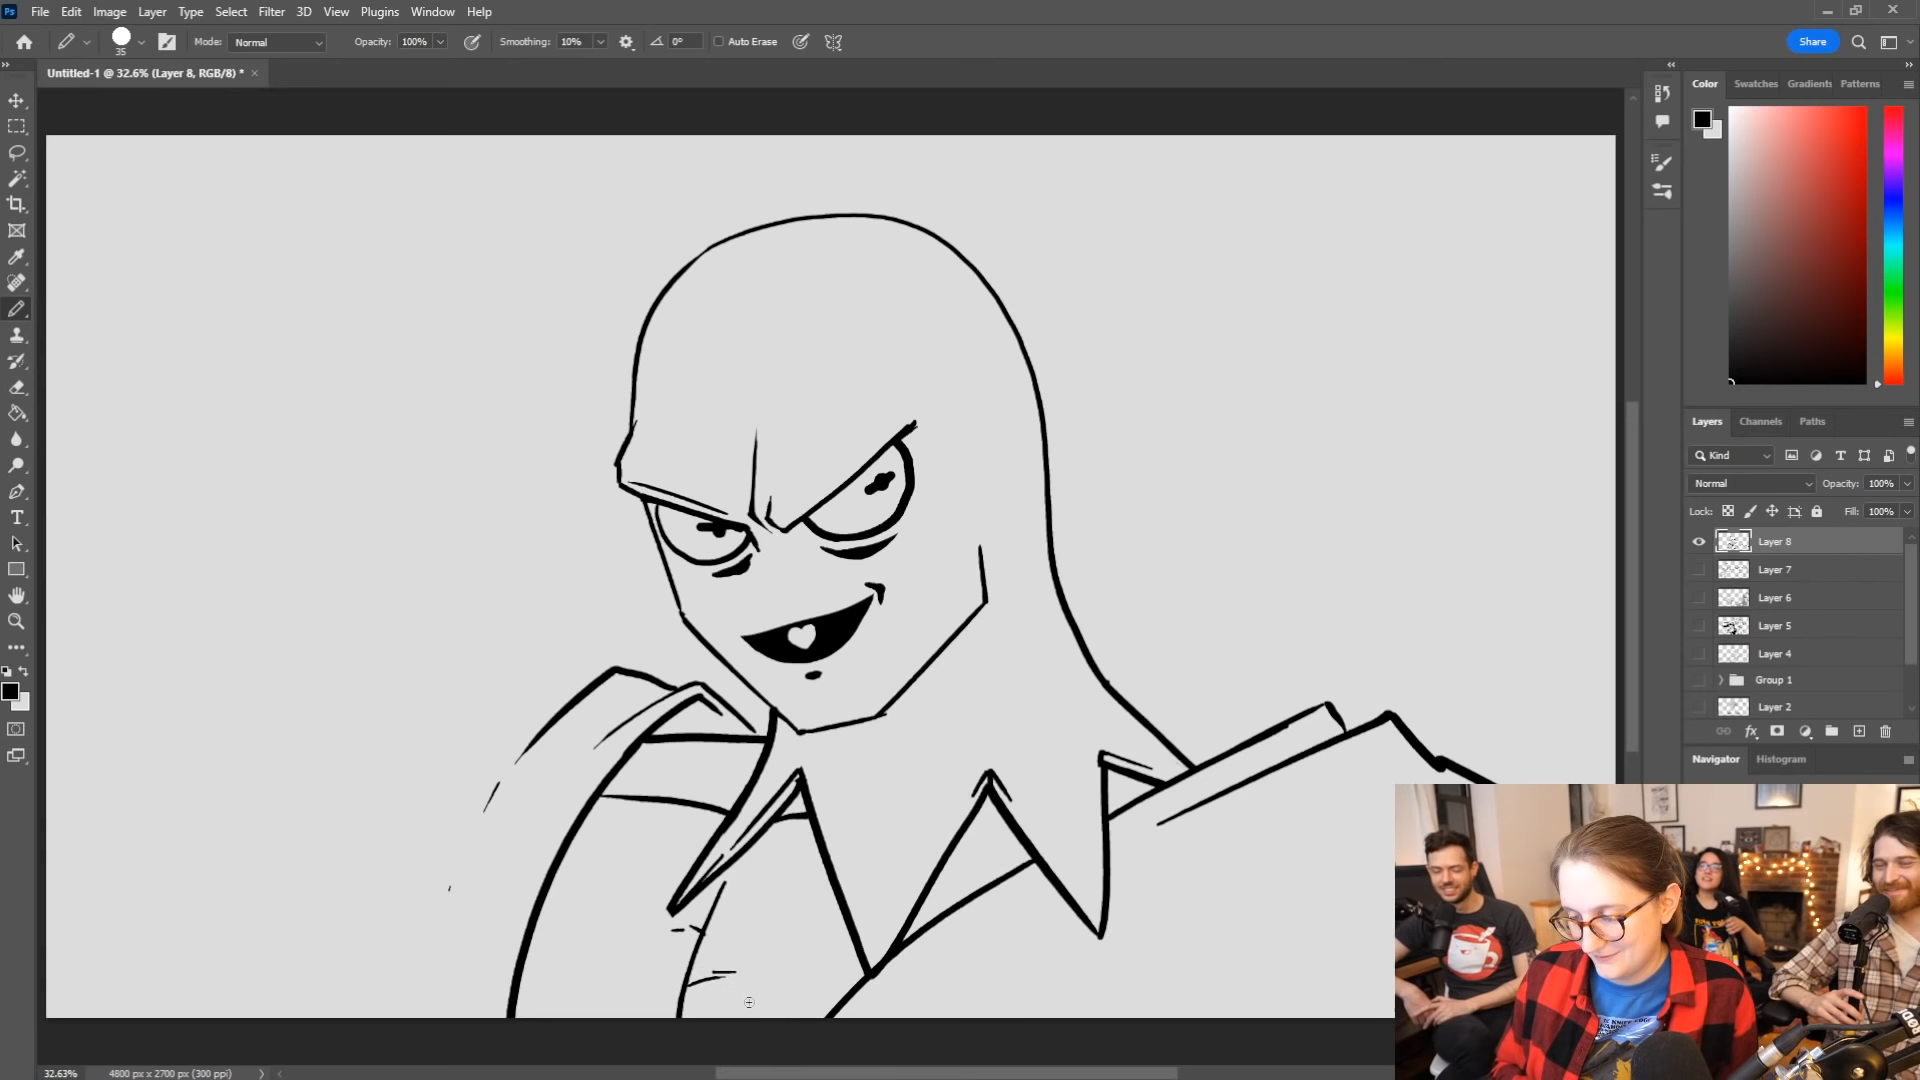 Ps File Edit Image Layer Type Select Filter 3D View Plugins Window Help
35 Mode: Normal Opacity: 100% Smoothing: 10% 0° Auto Erase Share
Untitled-1 @ 32.6% (Layer 8, RGB/8) *
Color Swatches Gradients Patterns
Layers Channels Paths
Kind
Normal Opacity: 100%
Lock: Fill: 100%
Layer 8
Layer 7
Layer 6
Layer 5
Layer 4
Group 1
Layer 2
fx
Navigator Histogram
32.63% 4800 px x 2700 px (300 ppi)